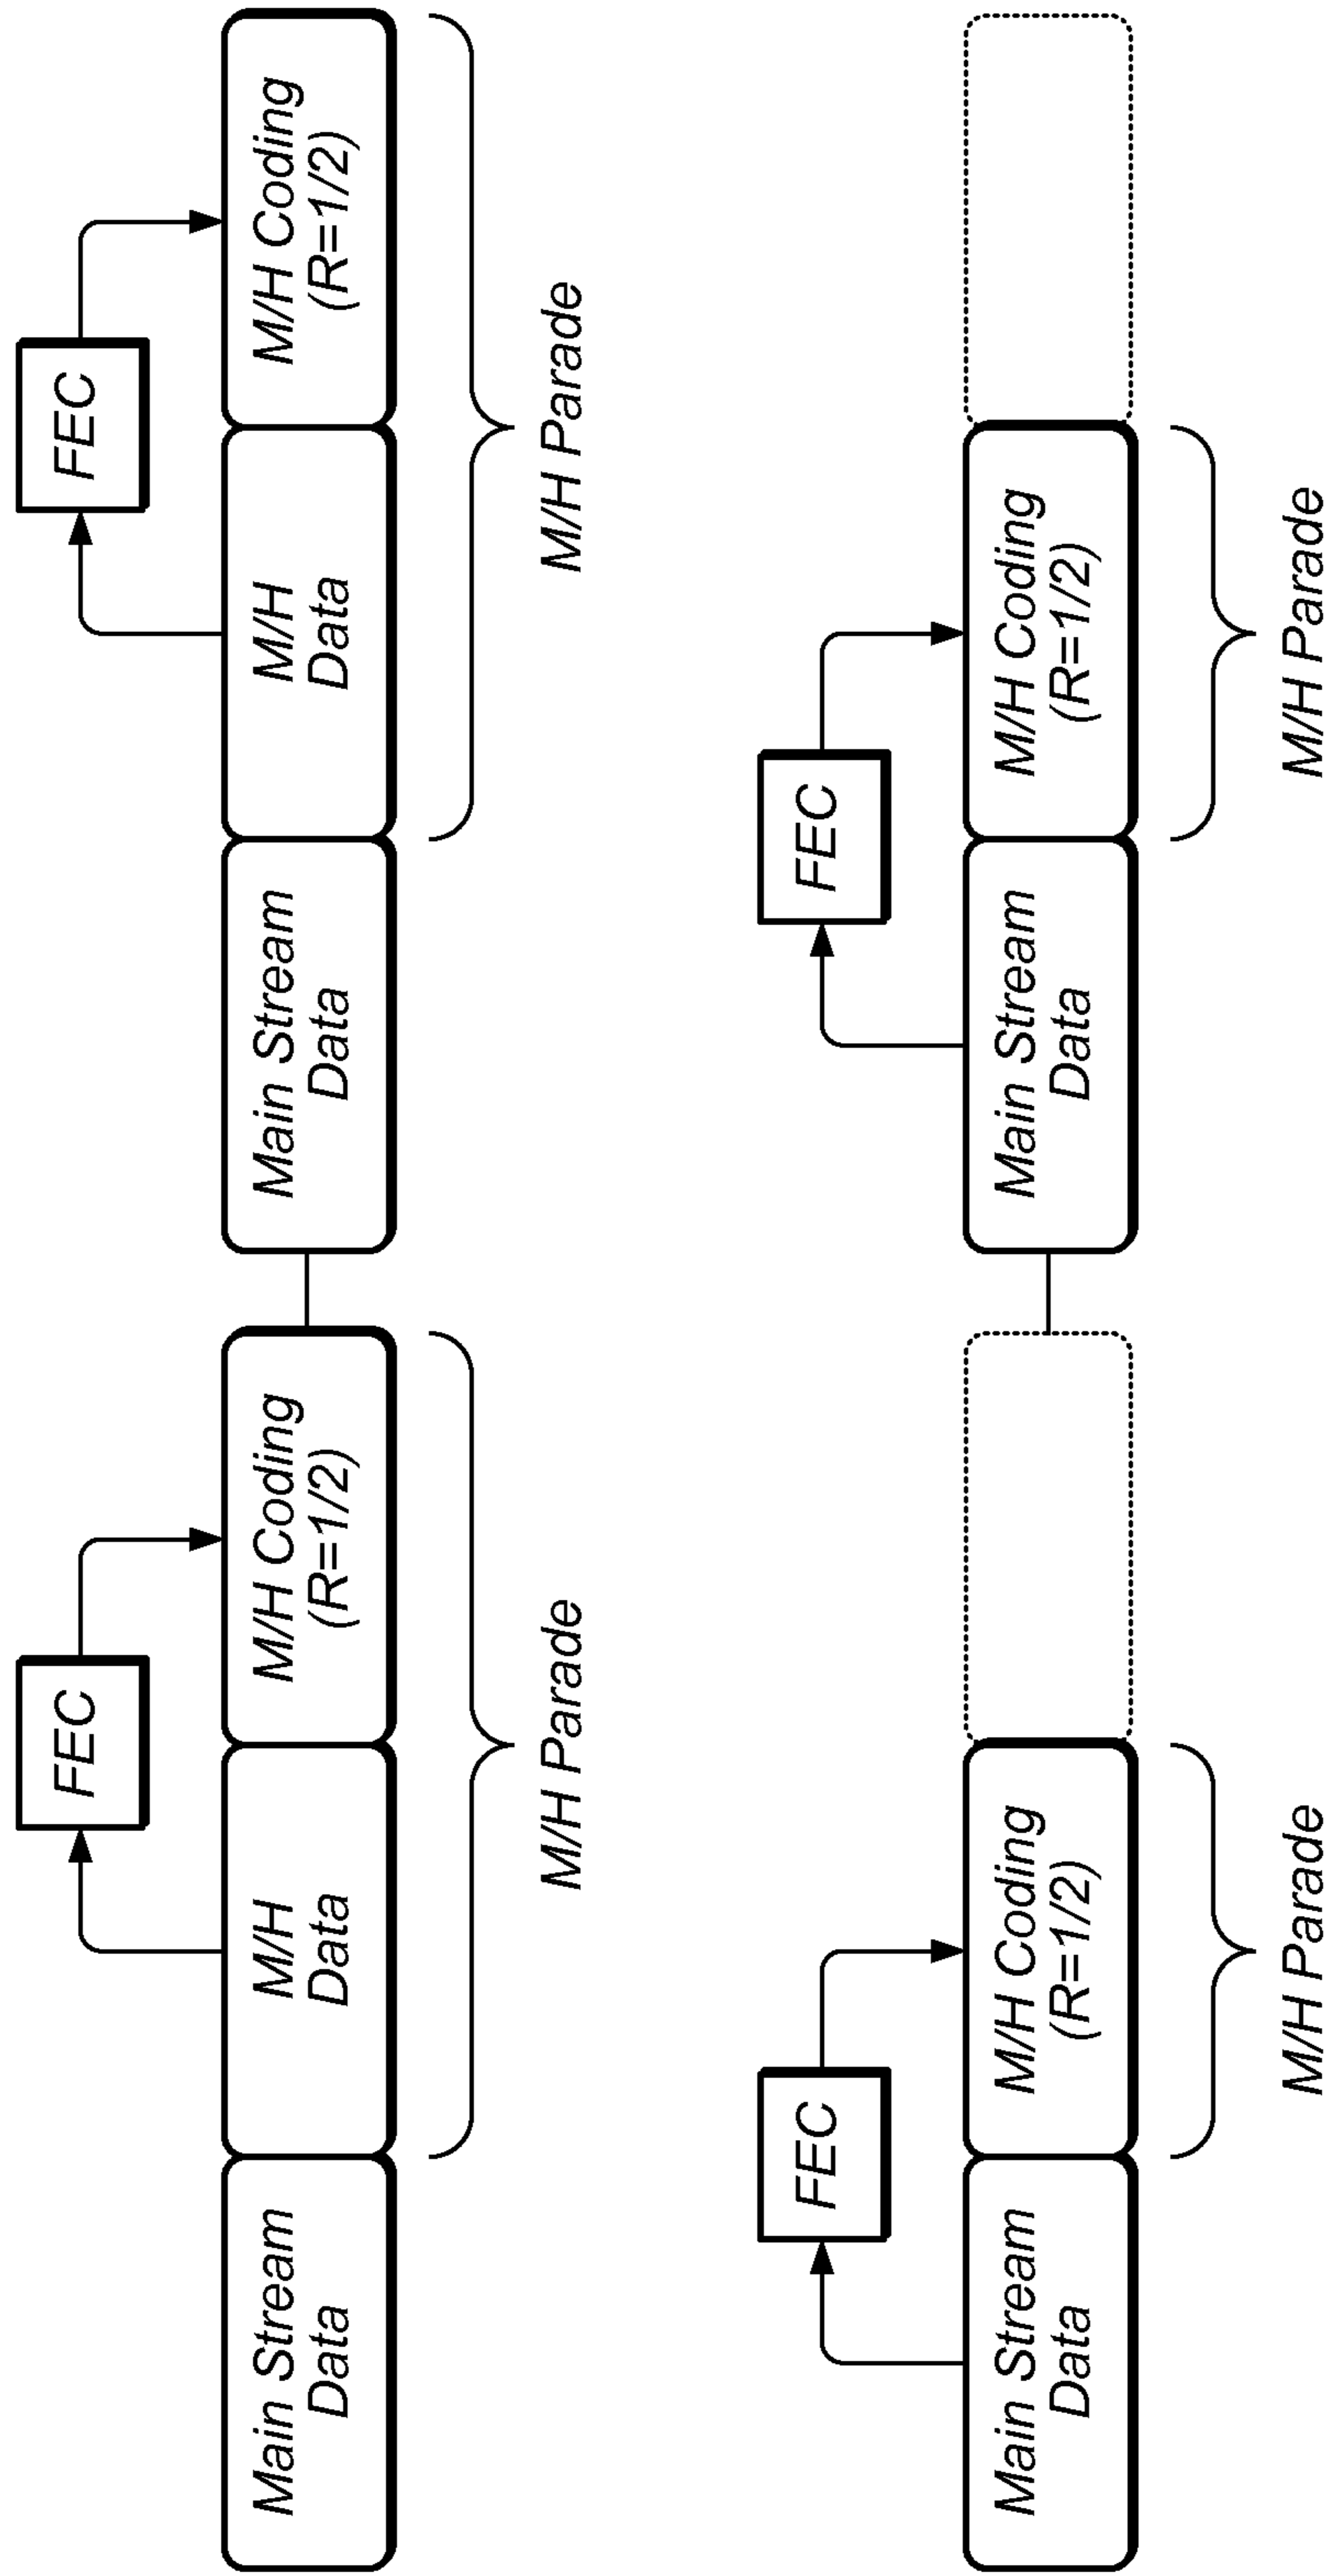 FEC
FEC
Main Stream
Data
M/H
Data
M/H Coding
(R=1/2)
Main Stream
Data
M/H
Data
M/H Coding
(R=1/2)
M/H Parade
M/H Parade
FEC
FEC
Main Stream
Data
M/H Coding
(R=1/2)
Main Stream
Data
M/H Coding
(R=1/2)
M/H Parade
M/H Parade